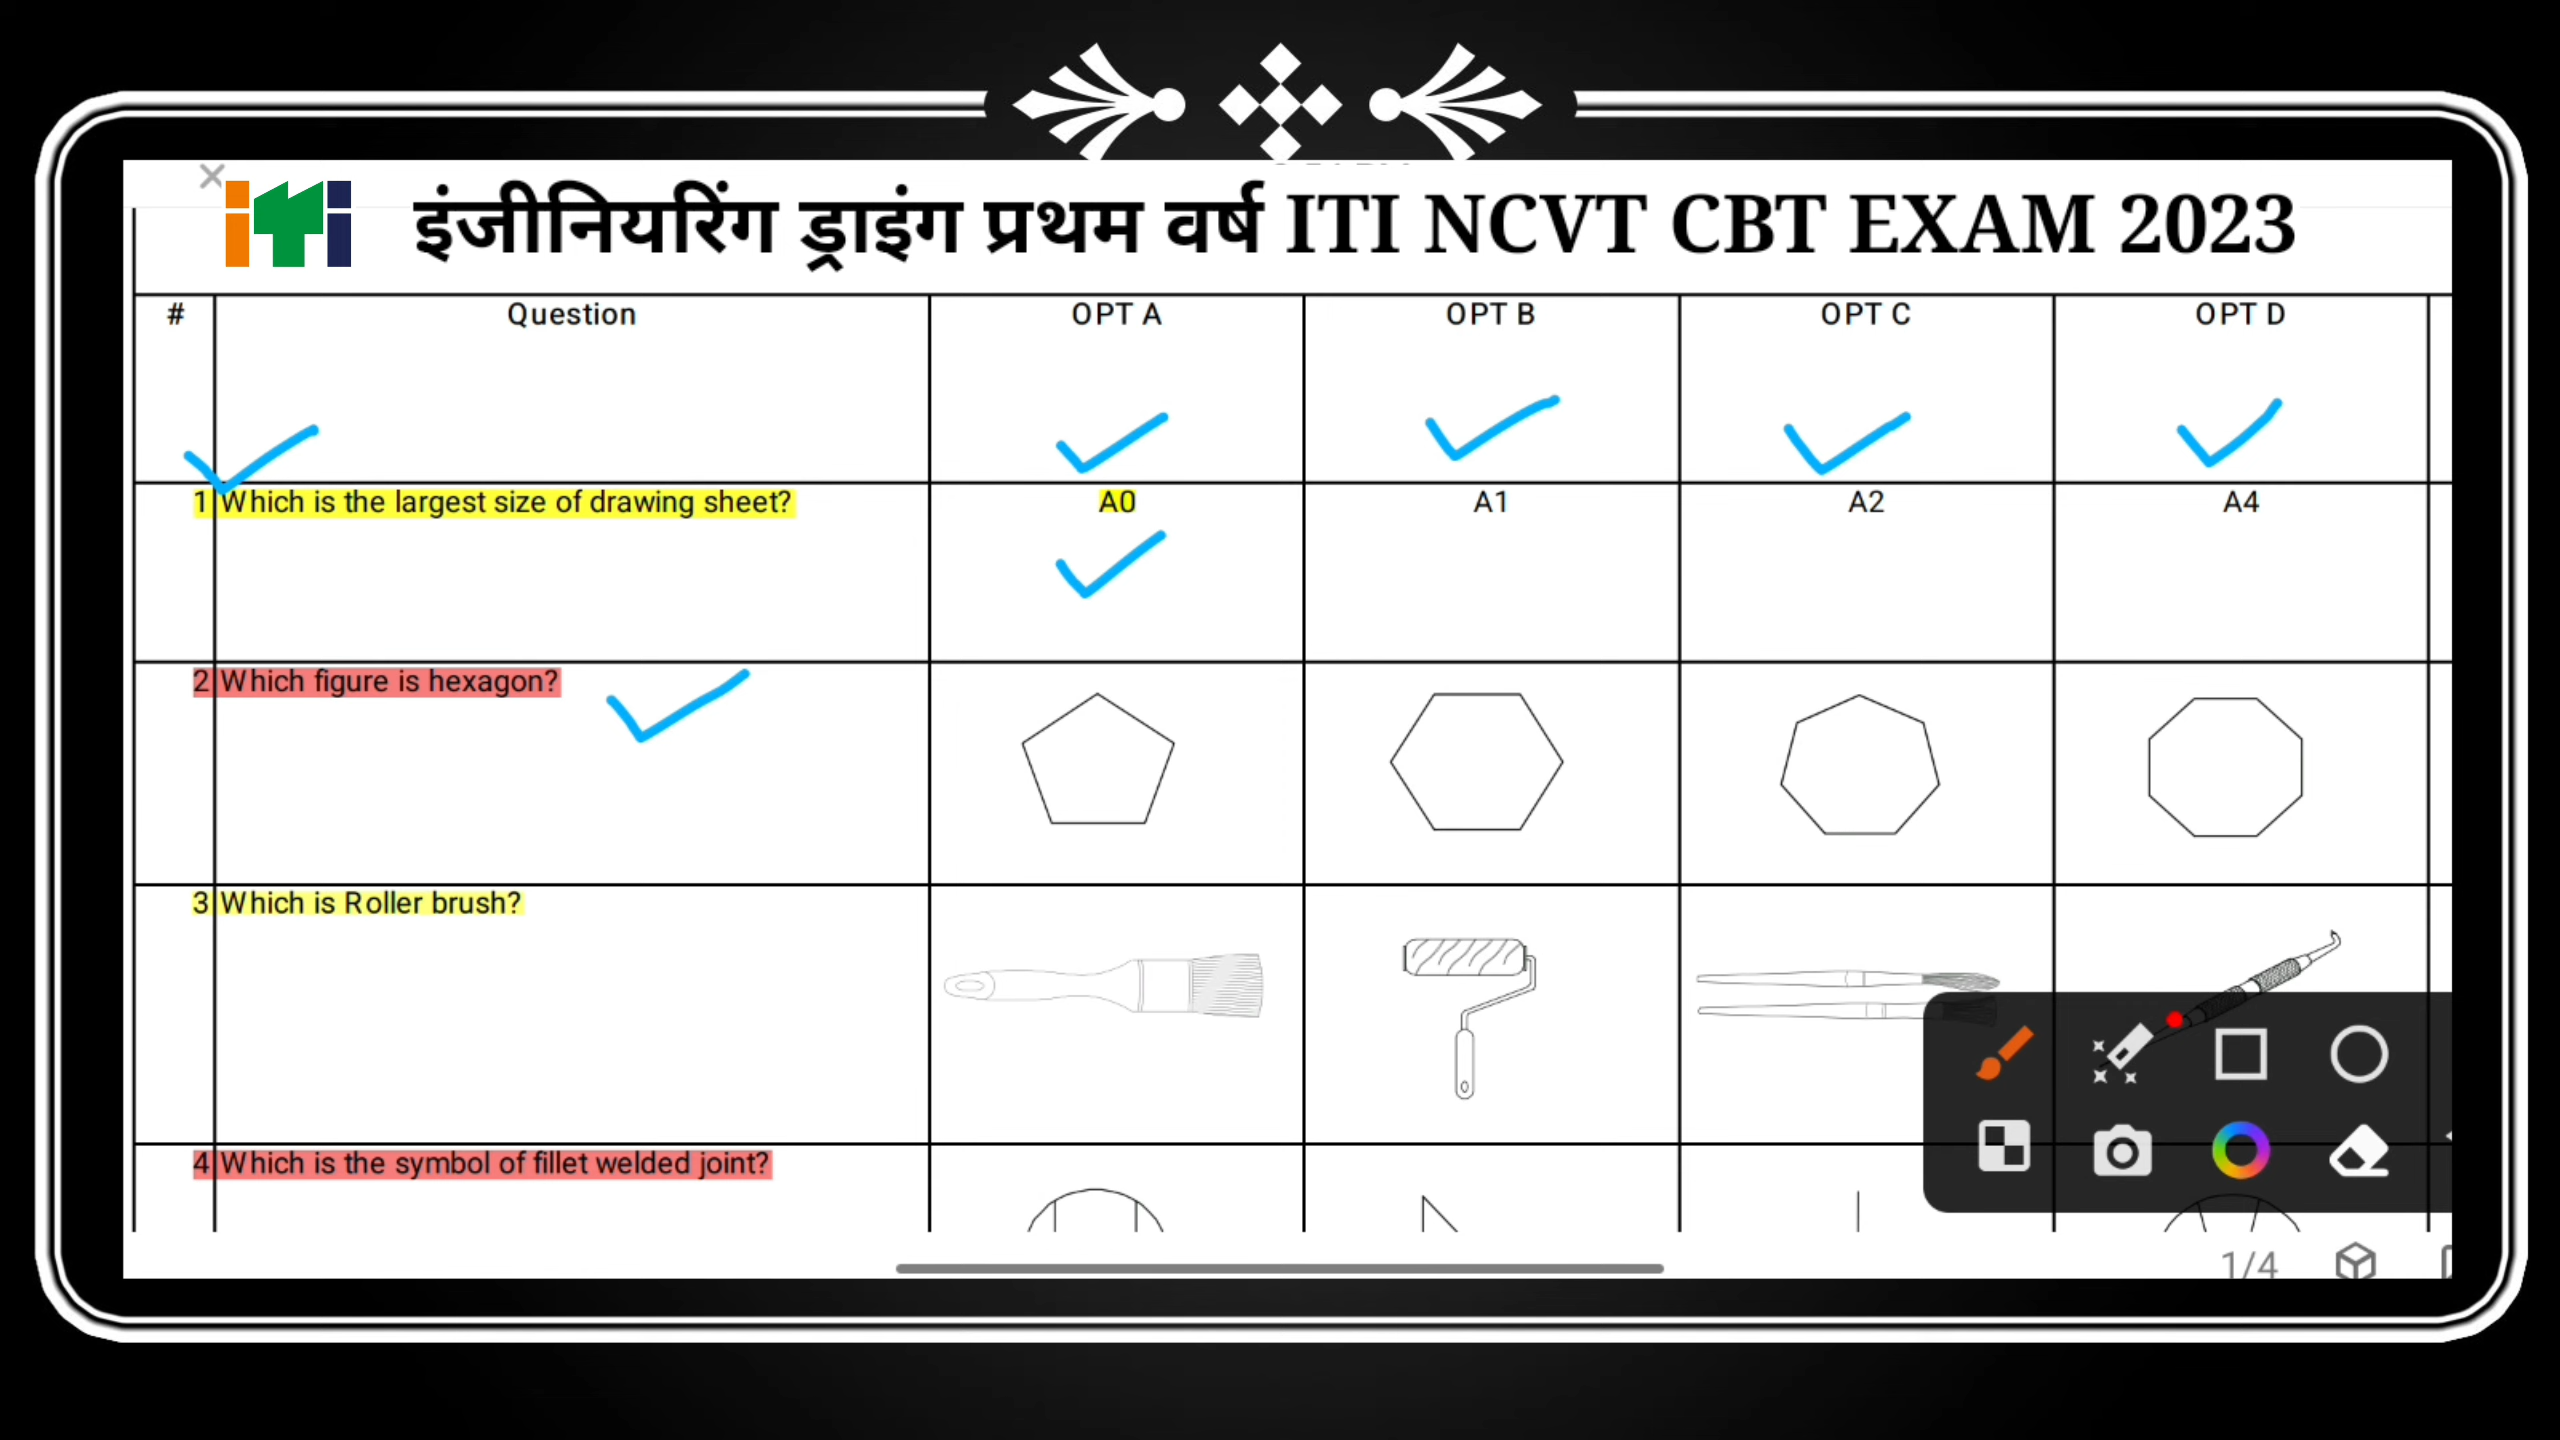 iTi इंजीनियरिंग ड्राइंग प्रथम वर्ष ITI NCVT CBT EXAM 2023
# Question OPT A OPT B OPT C OPT D
1 Which is the largest size of drawing sheet? A0 A1 A2 A4
2 Which figure is hexagon?
3 Which is Roller brush?
4 Which is the symbol of fillet welded joint?
1/4